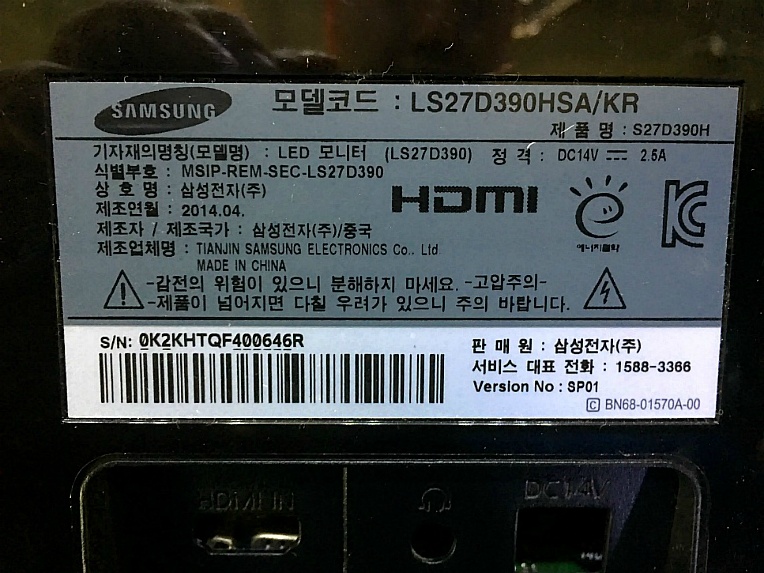 SAMSUNG
모델코드 : LS27D390HSA/KR
제 품 명 : S27D390H
기자재의명칭(모델명) : LED 모니터 (LS27D390) 정 격 : DC14V 2.5A
식별부호 : MSIP-REM-SEC-LS27D390
상 호 명 : 삼성전자(주)
제조연월 : 2014.04.
제조자 / 제조국가 : 삼성전자(주)/중국
제조업체명 : TIANJIN SAMSUNG ELECTRONICS Co., Ltd
MADE IN CHINA
HDMI
에너지절약
-감전의 위험이 있으니 분해하지 마세요. -고압주의-
-제품이 넘어지면 다칠 우려가 있으니 주의 바랍니다.
S/N: 0K2KHTQF400646R
판 매 원 : 삼성전자(주)
서비스 대표 전화 : 1588-3366
Version No : SP01
C BN68-01570A-00
HDMI IN
DC14V